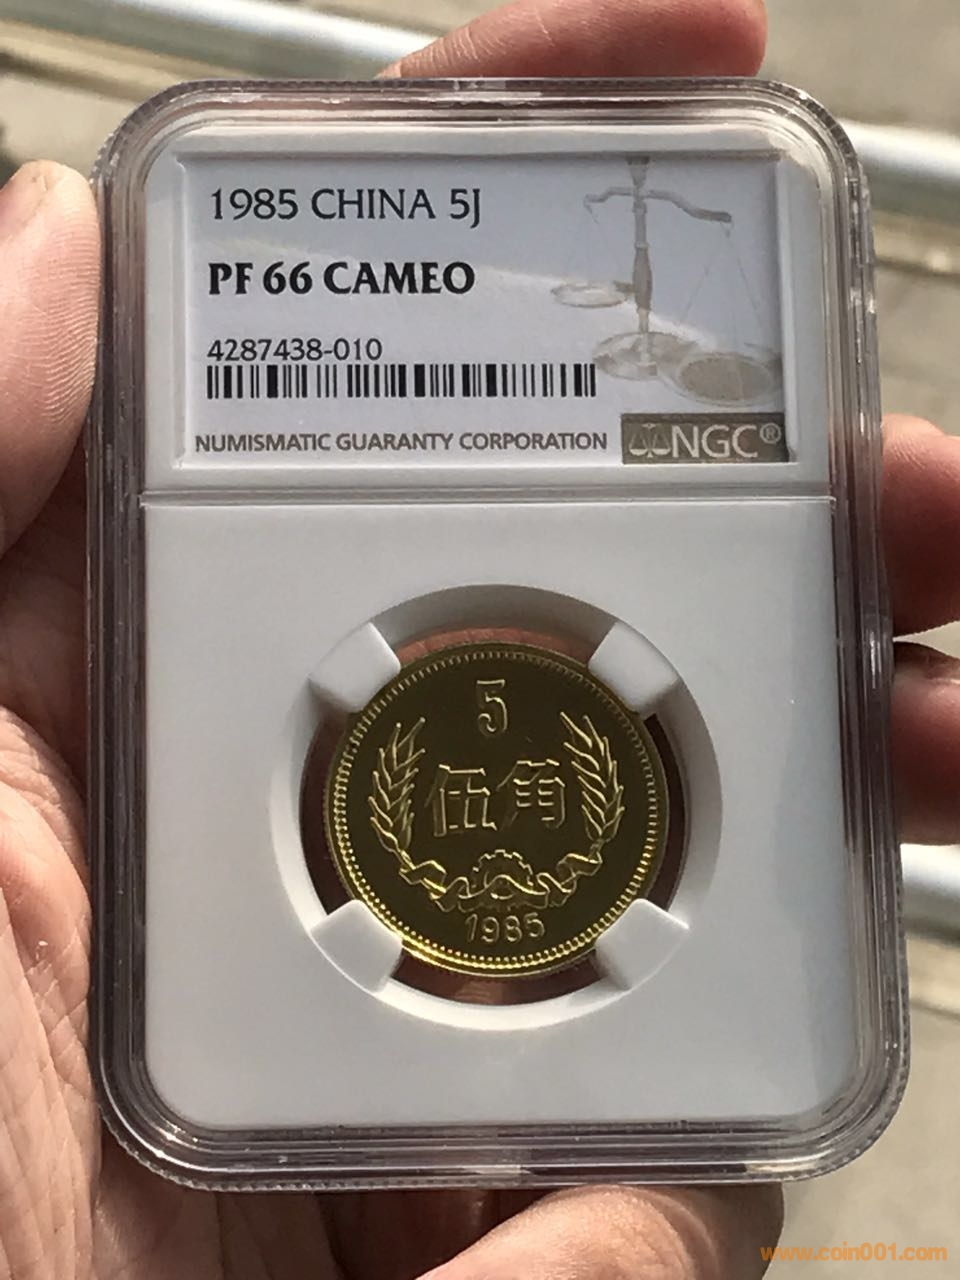 1985 CHINA 5J
PF 66 CAMEO
4287438-010
NUMISMATIC GUARANTY CORPORATION NGC®
5
伍角
1985
www.coin001.com